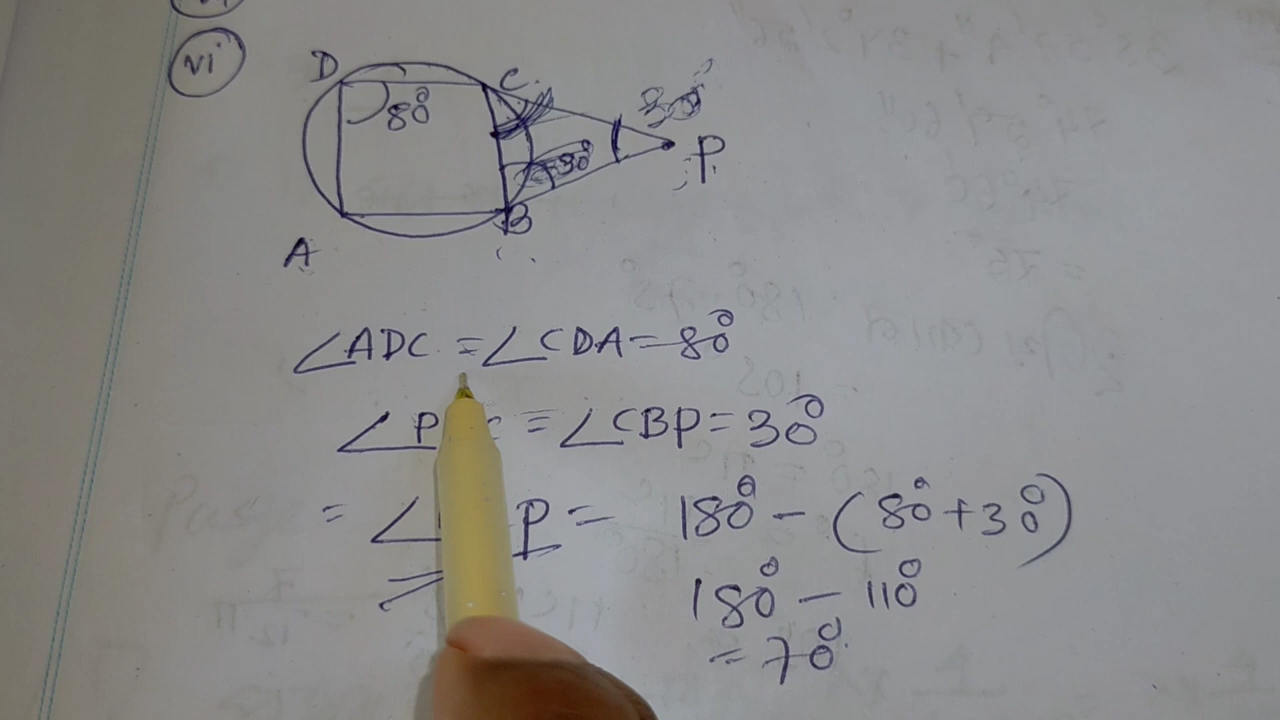 vi
D
C
80°
30°
P
30°
B
A
∠ADC = ∠CDA = 80°
∠P = ∠CBP = 30°
= ∠ P = 180° - (80° + 30°)
180° - 110°
= 70°